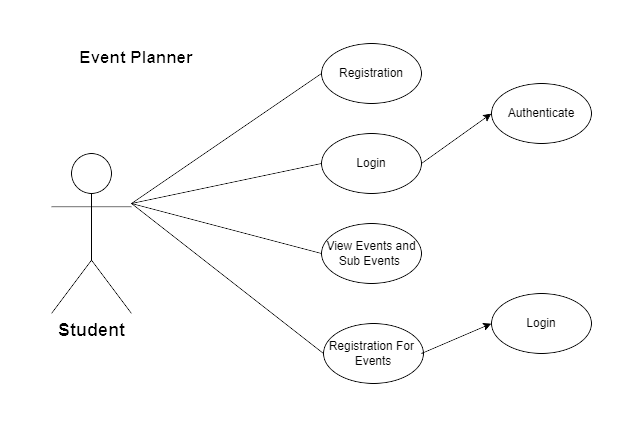 Event Planner
Registration
Authenticate
Login
View Events and
Sub Events
Login
Student
Registration For
Events